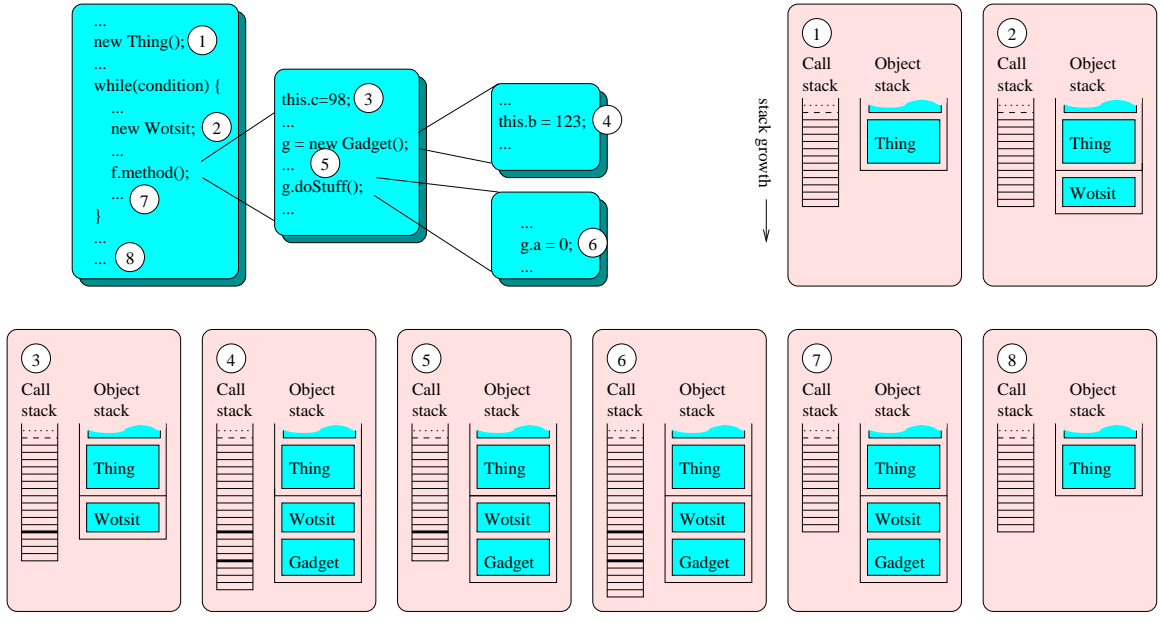 ...
new Thing(); 1
...
while(condition) {
...
new Wotsit; 2
...
f.method();
... 7
}
...
... 8
this.c=98; 3
...
g = new Gadget();
... 5
g.doStuff();
...
...
this.b = 123; 4
...
...
g.a = 0; 6
...
stack growth
1
Call Object
stack stack
Thing
2
Call Object
stack stack
Thing
Wotsit
3
Call Object
stack stack
Thing
Wotsit
4
Call Object
stack stack
Thing
Wotsit
Gadget
5
Call Object
stack stack
Thing
Wotsit
Gadget
6
Call Object
stack stack
Thing
Wotsit
Gadget
7
Call Object
stack stack
Thing
Wotsit
Gadget
8
Call Object
stack stack
Thing